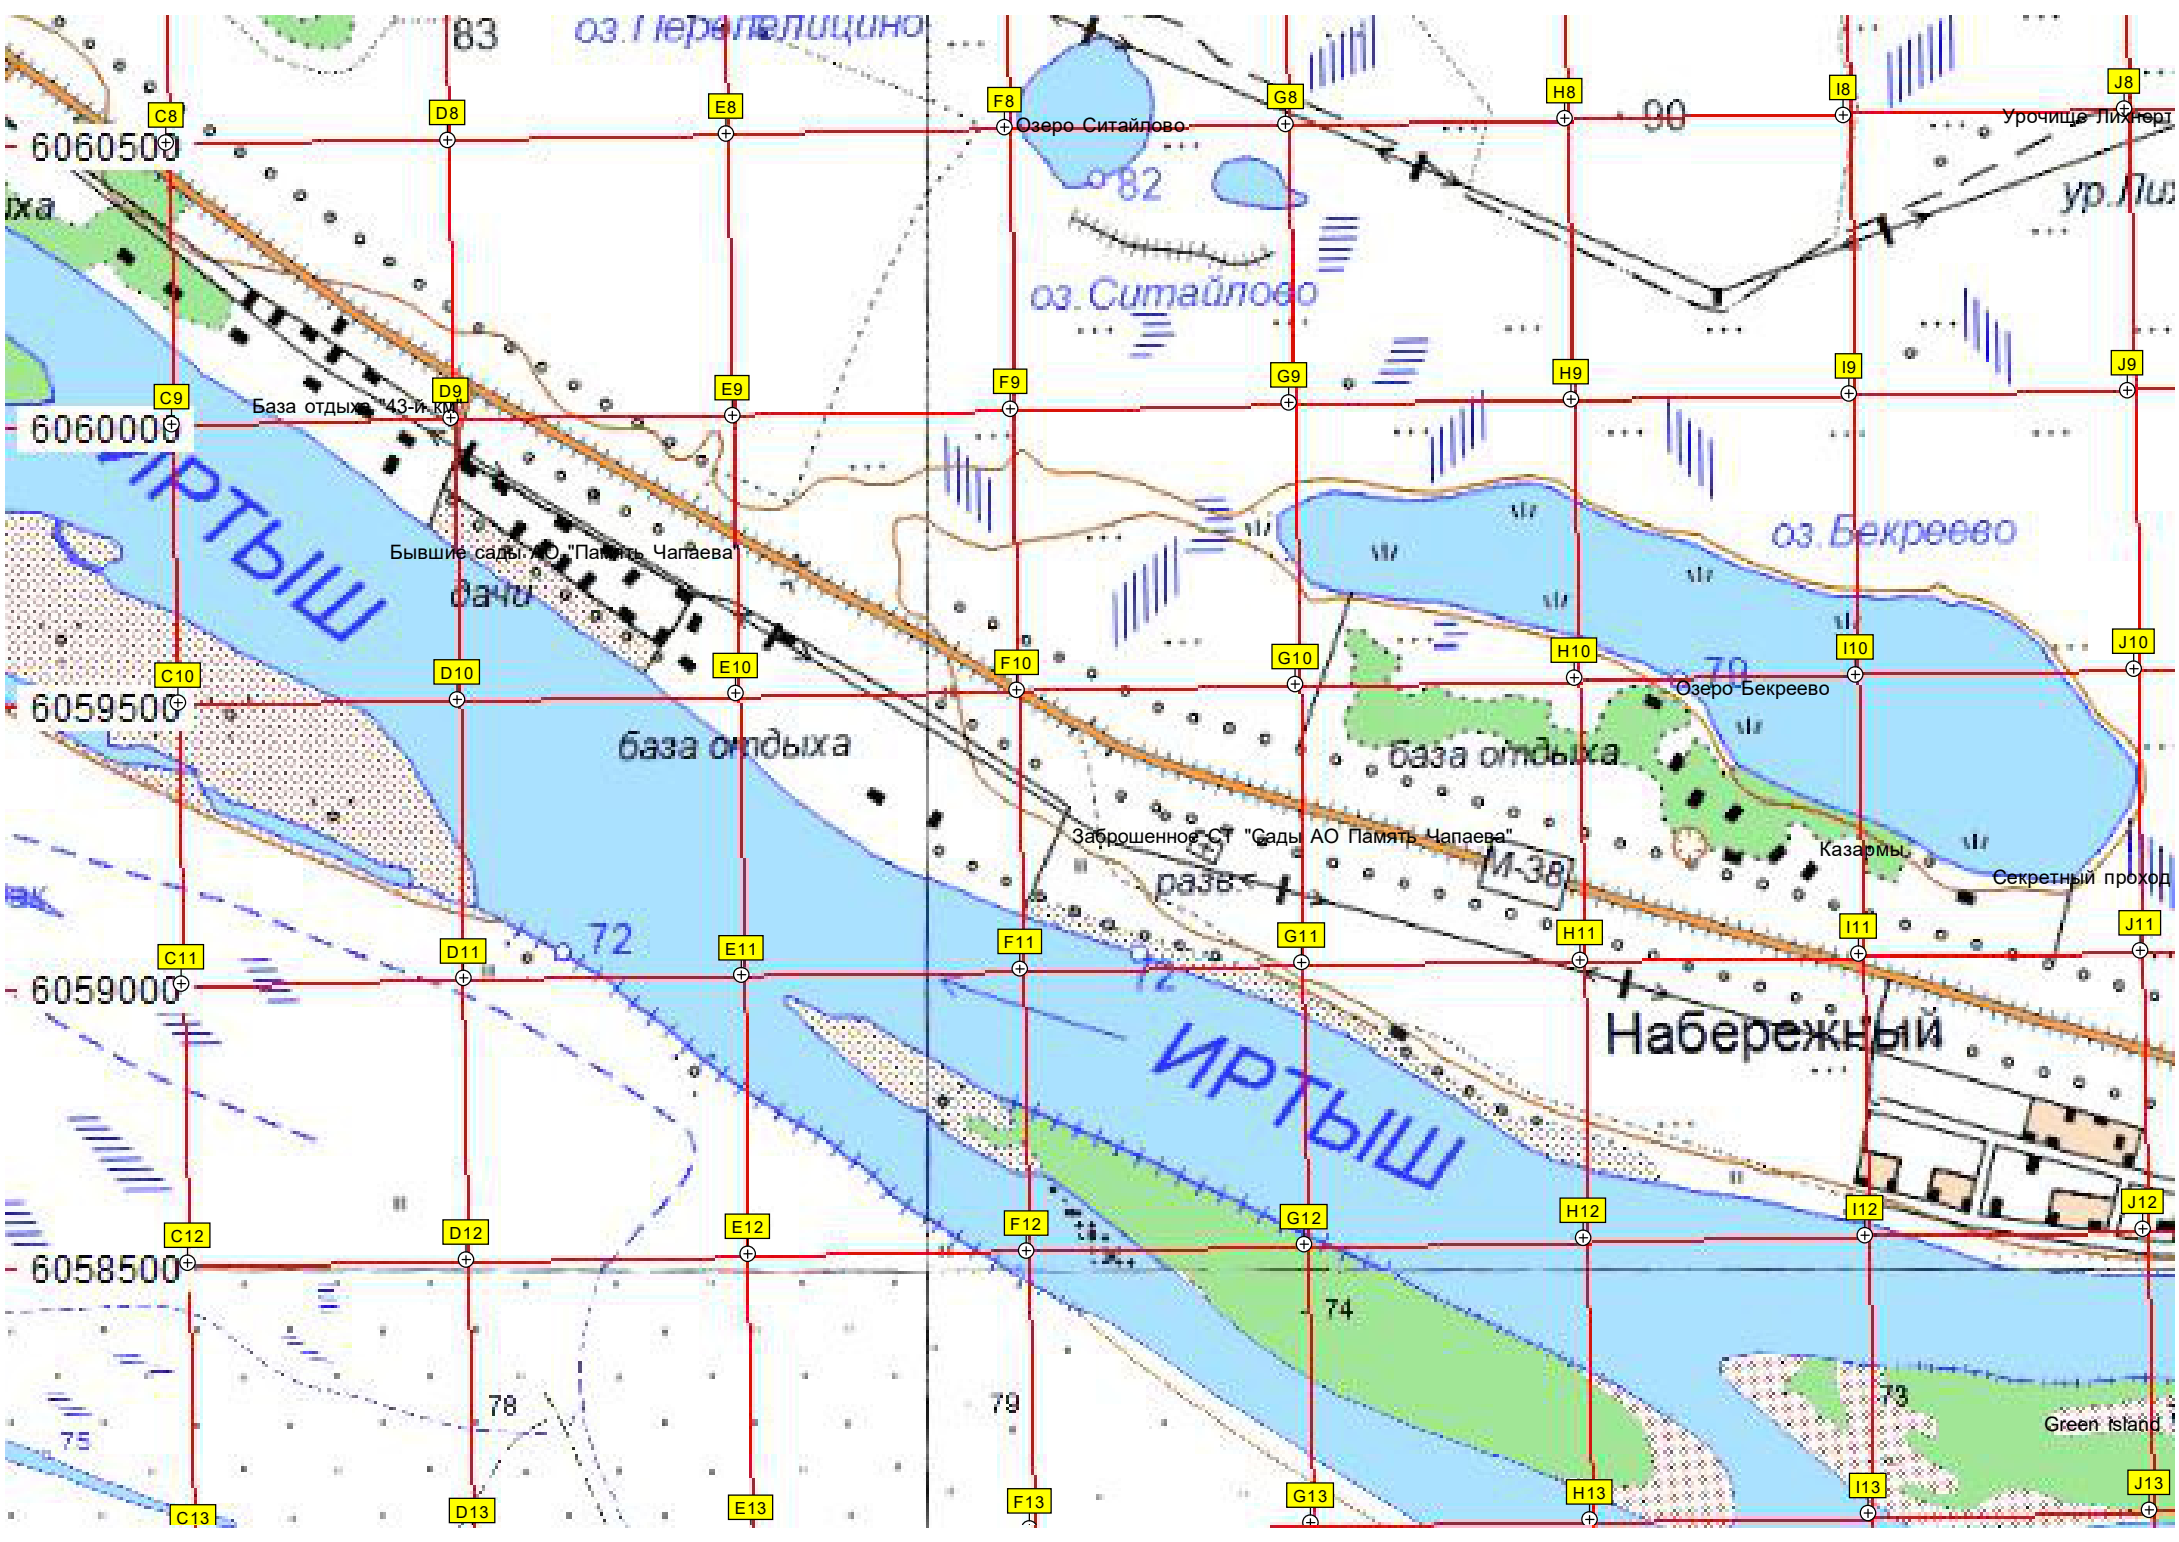 83
оз.Перепелицино
C8
D8
E8
F8
G8
H8
I8
J8
Озеро Ситайлово
90
Урочище Лихперт
6060500
82
ур.Лих
ха
оз.Ситайлово
C9
D9
E9
F9
G9
H9
I9
J9
База отдыха "43-й км"
6060000
ИРТЫШ
оз.Бекреево
Бывшие сады АО "Память Чапаева"
дачи
C10
D10
E10
F10
G10
H10
I10
J10
79
Озеро Бекреево
6059500
база отдыха
база отдыха
Заброшенное СТ "Сады АО Память Чапаева"
Казармы
М-38
разв.
Секретный проход
72
C11
D11
E11
F11
G11
H11
I11
J11
72
6059000
Набережный
ИРТЫШ
C12
D12
E12
F12
G12
H12
I12
J12
6058500
74
78
79
73
Green Island
75
C13
D13
E13
F13
G13
H13
I13
J13